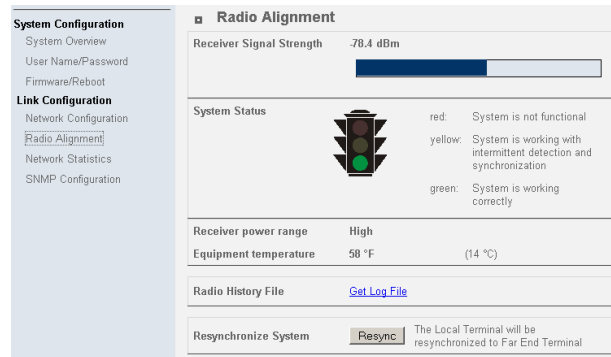 System Configuration
System Overview
User Name/Password
Firmware/Reboot
Link Configuration
Network Configuration
Radio Alignment
Network Statistics
SNMP Configuration
Radio Alignment
Receiver Signal Strength -78.4 dBm
System Status
red: System is not functional
yellow: System is working with
intermittent detection and
synchronization
green: System is working
correctly
Receiver power range High
Equipment temperature 58 °F (14 °C)
Radio History File Get Log File
Resynchronize System Resync The Local Terminal will be
resynchronized to Far End Terminal